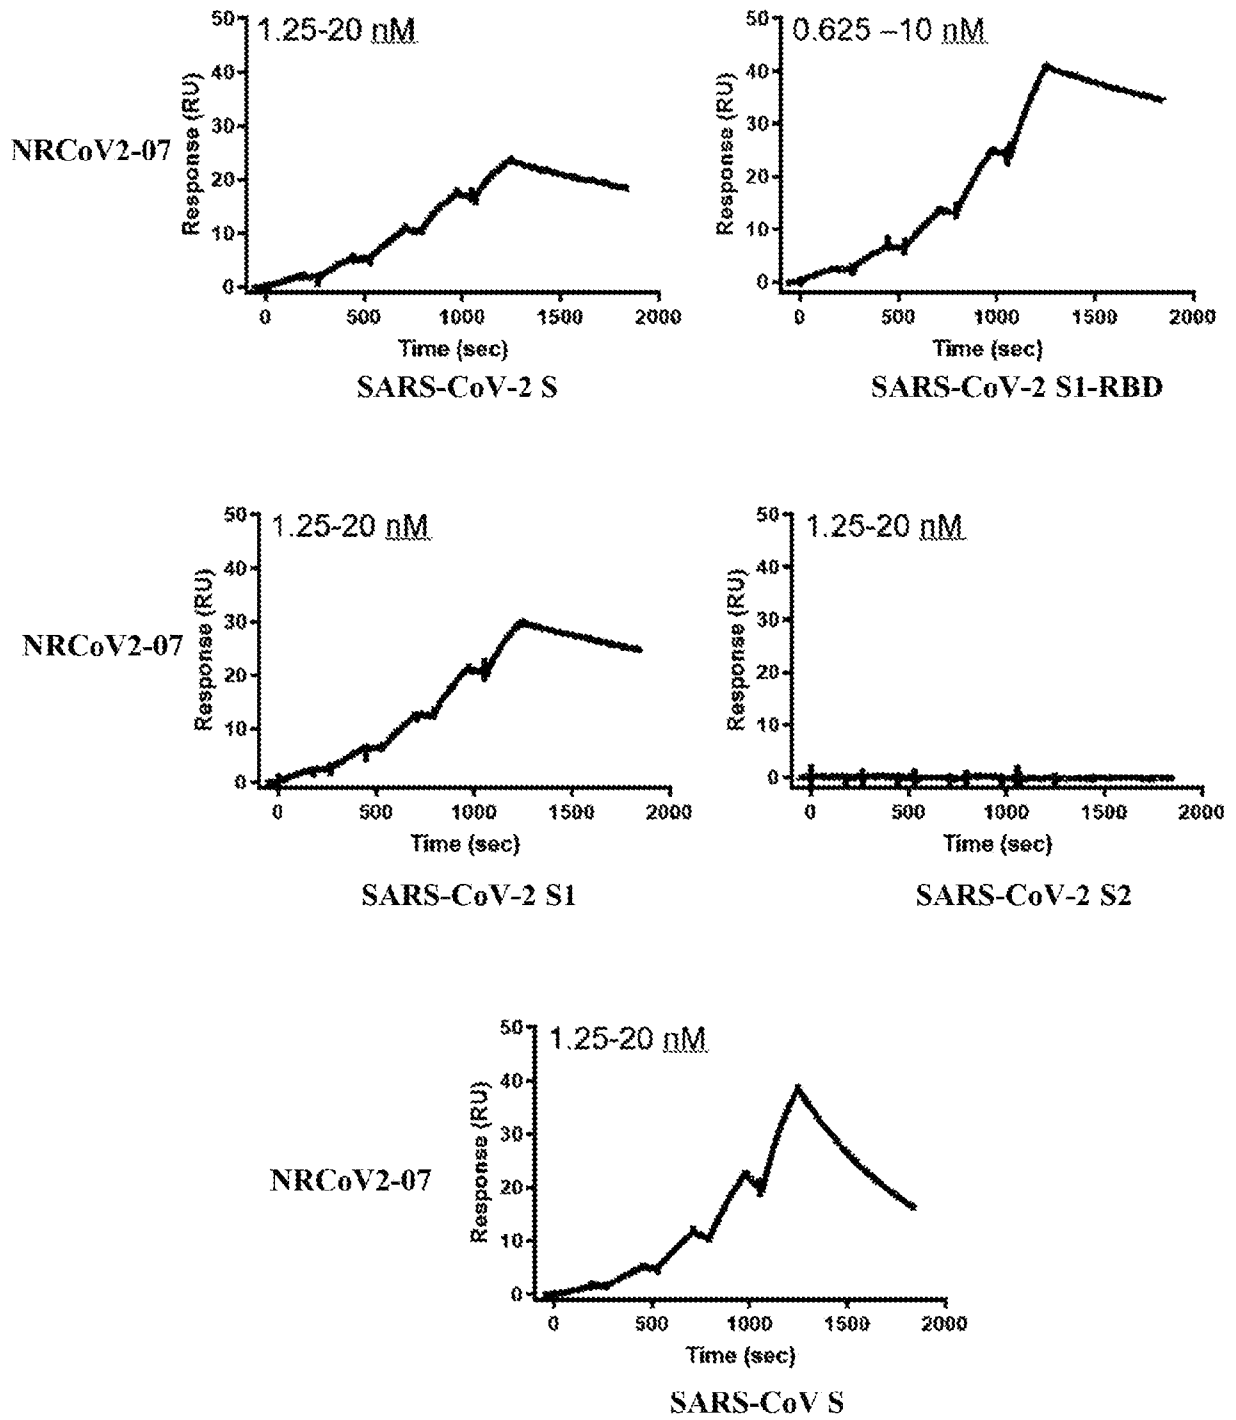 1.25-20 nM
50
40
30
20
10
0
Response (RU)
0 500 1000 1500 2000
Time (sec)
NRCoV2-07
SARS-CoV-2 S
0.625 –10 nM
50
40
30
20
10
0
Response (RU)
0 500 1000 1500 2000
Time (sec)
SARS-CoV-2 S1-RBD
1.25-20 nM
50
40
30
20
10
0
Response (RU)
0 500 1000 1500 2000
Time (sec)
NRCoV2-07
SARS-CoV-2 S1
1.25-20 nM
50
40
30
20
10
0
Response (RU)
0 500 1000 1500 2000
Time (sec)
SARS-CoV-2 S2
1.25-20 nM
50
40
30
20
10
0
Response (RU)
0 500 1000 1500 2000
Time (sec)
NRCoV2-07
SARS-CoV S